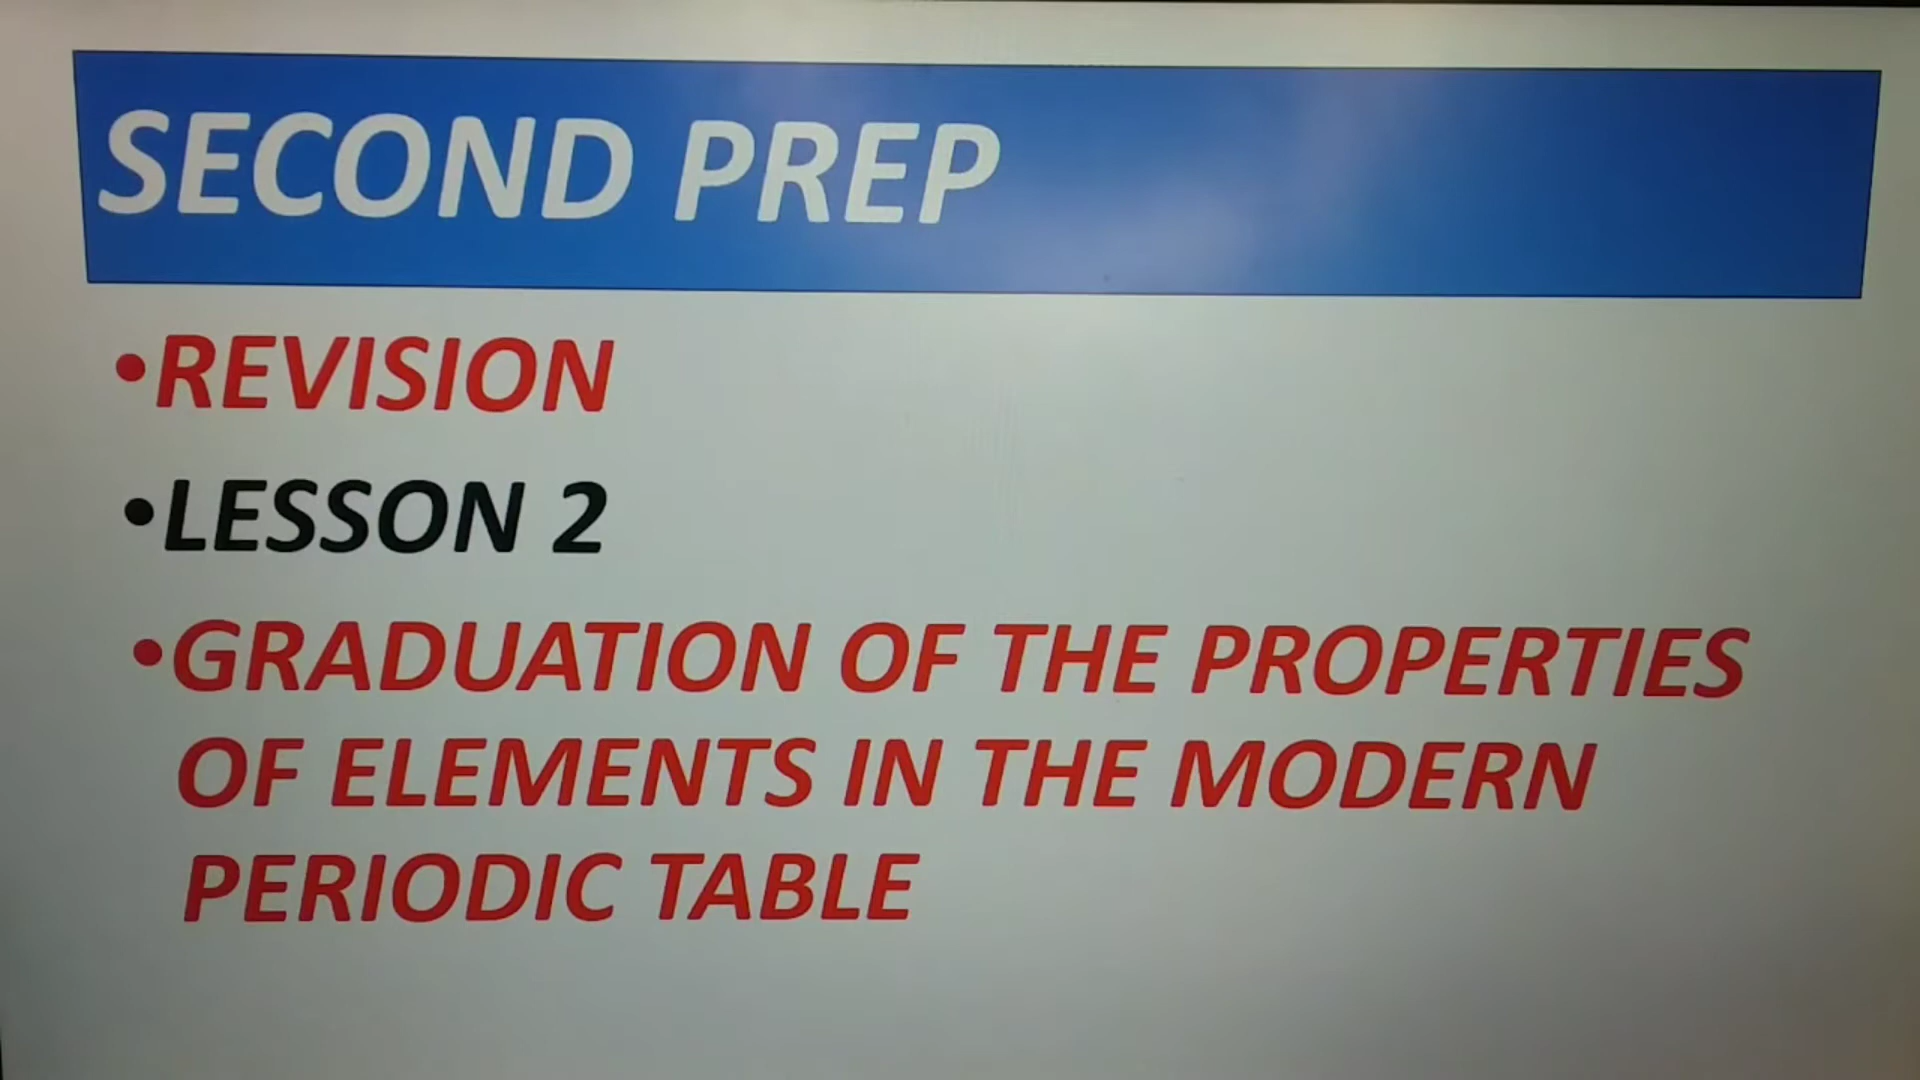 SECOND PREP
•REVISION
•LESSON 2
•GRADUATION OF THE PROPERTIES
OF ELEMENTS IN THE MODERN
PERIODIC TABLE